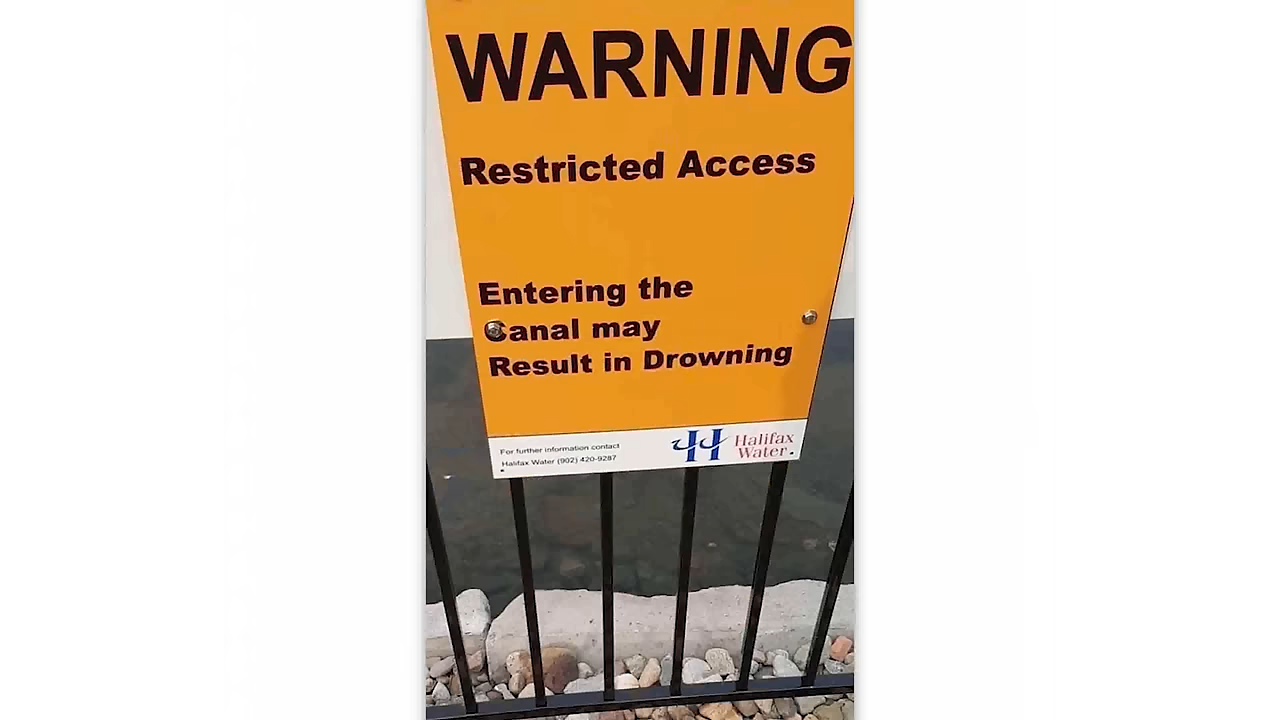 WARNING
Restricted Access
Entering the
Canal may
Result in Drowning
For further information contact
Halifax Water (902) 420-9287
Halifax
Water